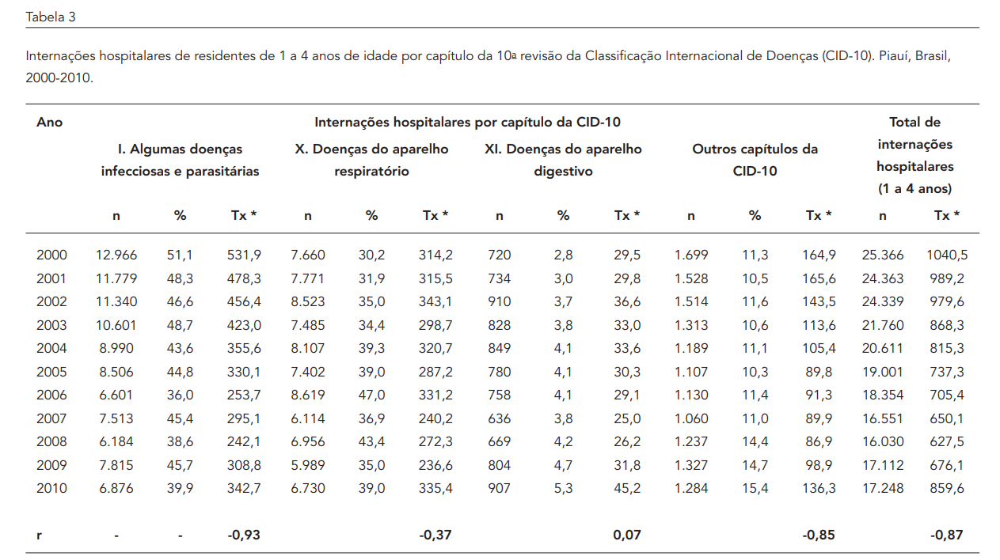 Tabela 3
Internações hospitalares de residentes de 1 a 4 anos de idade por capítulo da 10ª revisão da Classificação Internacional de Doenças (CID-10). Piauí, Brasil,
2000-2010.
Ano Internações hospitalares por capítulo da CID-10 Total de
internações
I. Algumas doenças X. Doenças do aparelho XI. Doenças do aparelho Outros capítulos da
infecciosas e parasitárias respiratório digestivo CID-10 hospitalares
(1 a 4 anos)
n % Tx * n % Tx * n % Tx * n % Tx * n Tx *
2000 12.966 51,1 531,9 7.660 30,2 314,2 720 2,8 29,5 1.699 11,3 164,9 25.366 1040,5
2001 11.779 48,3 478,3 7.771 31,9 315,5 734 3,0 29,8 1.528 10,5 165,6 24.363 989,2
2002 11.340 46,6 456,4 8.523 35,0 343,1 910 3,7 36,6 1.514 11,6 143,5 24.339 979,6
2003 10.601 48,7 423,0 7.485 34,4 298,7 828 3,8 33,0 1.313 10,6 113,6 21.760 868,3
2004 8.990 43,6 355,6 8.107 39,3 320,7 849 4,1 33,6 1.189 11,1 105,4 20.611 815,3
2005 8.506 44,8 330,1 7.402 39,0 287,2 780 4,1 30,3 1.107 10,3 89,8 19.001 737,3
2006 6.601 36,0 253,7 8.619 47,0 331,2 758 4,1 29,1 1.130 11,4 91,3 18.354 705,4
2007 7.513 45,4 295,1 6.114 36,9 240,2 636 3,8 25,0 1.060 11,0 89,9 16.551 650,1
2008 6.184 38,6 242,1 6.956 43,4 272,3 669 4,2 26,2 1.237 14,4 86,9 16.030 627,5
2009 7.815 45,7 308,8 5.989 35,0 236,6 804 4,7 31,8 1.327 14,7 98,9 17.112 676,1
2010 6.876 39,9 342,7 6.730 39,0 335,4 907 5,3 45,2 1.284 15,4 136,3 17.248 859,6
r - - -0,93 -0,37 0,07 -0,85 -0,87